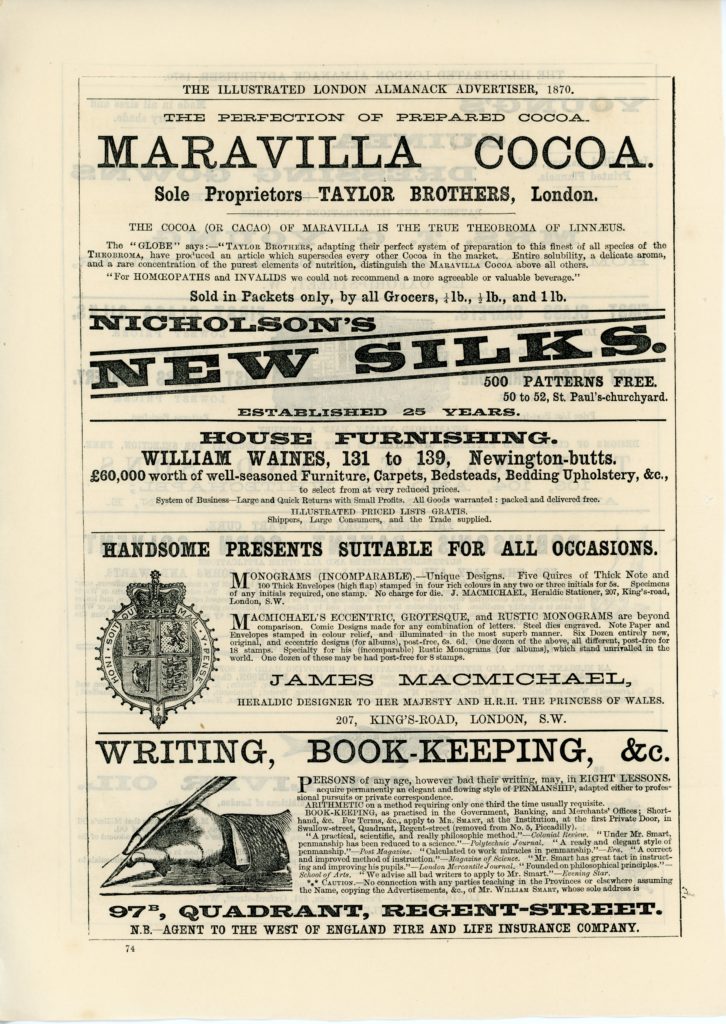 THE ILLUSTRATED LONDON ALMANACK ADVERTISER, 1870.
THE PERFECTION OF PREPARED COCOA.
MARAVILLA COCOA.
Sole Proprietors TAYLOR BROTHERS, London.
THE COCOA (OR CACAO) OF MARAVILLA IS THE TRUE THEOBROMA OF LINNÆUS.
The "GLOBE" says:—"TAYLOR BROTHERS, adapting their perfect system of preparation to this finest of all species of the
THEOBROMA, have produced an article which supersedes every other Cocoa in the market. Entire solubility, a delicate aroma,
and a rare concentration of the purest elements of nutrition, distinguish the MARAVILLA COCOA above all others.
"For HOMŒOPATHS and INVALIDS we could not recommend a more agreeable or valuable beverage."
Sold in Packets only, by all Grocers, ¼lb., ½lb., and 1lb.
NICHOLSON'S
NEW SILKS.
500 PATTERNS FREE.
50 to 52, St. Paul's-churchyard.
ESTABLISHED 25 YEARS.
HOUSE FURNISHING.
WILLIAM WAINES, 131 to 139, Newington-butts.
£60,000 worth of well-seasoned Furniture, Carpets, Bedsteads, Bedding Upholstery, &c.,
to select from at very reduced prices.
System of Business—Large and Quick Returns with Small Profits. All Goods warranted: packed and delivered free.
ILLUSTRATED PRICED LISTS GRATIS.
Shippers, Large Consumers, and the Trade supplied.
HANDSOME PRESENTS SUITABLE FOR ALL OCCASIONS.
MONOGRAMS (INCOMPARABLE).—Unique Designs. Five Quires of Thick Note and
100 Thick Envelopes (high flap) stamped in four rich colours in any two or three initials for 5s. Specimens
of any initials required, one stamp. No charge for die. J. MACMICHAEL, Heraldic Stationer, 207, King's-road,
London, S.W.
MACMICHAEL'S ECCENTRIC, GROTESQUE, and RUSTIC MONOGRAMS are beyond
comparison. Comic Designs made for any combination of letters. Steel dies engraved. Note Paper and
Envelopes stamped in colour relief, and illuminated in the most superb manner. Six Dozen entirely new,
original, and eccentric designs (for albums), post-free, 6s. 6d. One dozen of the above, all different, post-free for
18 stamps. Specialty for his (incomparable) Rustic Monograms (for albums), which stand unrivalled in the
world. One dozen of these may be had post-free for 8 stamps.
HONI SOIT QUI MAL Y PENSE
JAMES MACMICHAEL,
HERALDIC DESIGNER TO HER MAJESTY AND H.R.H. THE PRINCESS OF WALES.
207, KING'S-ROAD, LONDON, S.W.
WRITING, BOOK-KEEPING, &c.
PERSONS of any age, however bad their writing, may, in EIGHT LESSONS,
acquire permanently an elegant and flowing style of PENMANSHIP, adapted either to profes-
sional pursuits or private correspondence.
ARITHMETIC on a method requiring only one third the time usually requisite.
BOOK-KEEPING, as practised in the Government, Banking, and Merchants' Offices; Short-
hand, &c. For Terms, &c., apply to MR. SMART, at the Institution, at the first Private Door, in
Swallow-street, Quadrant, Regent-street (removed from No. 5, Piccadilly).
"A practical, scientific, and really philosophic method."—Colonial Review. "Under Mr. Smart,
penmanship has been reduced to a science."—Polytechnic Journal. "A ready and elegant style of
penmanship."—Post Magazine. "Calculated to work miracles in penmanship."—Era. "A correct
and improved method of instruction."—Magazine of Science. "Mr. Smart has great tact in instruct-
ing and improving his pupils."—London Mercantile Journal. "Founded on philosophical principles."—
School of Arts. "We advise all bad writers to apply to Mr. Smart."—Evening Star.
*⁎* CAUTION.—No connection with any parties teaching in the Provinces or elsewhere assuming
the Name, copying the Advertisements, &c., of Mr. WILLIAM SMART, whose sole address is
97B, QUADRANT, REGENT-STREET.
N.B.—AGENT TO THE WEST OF ENGLAND FIRE AND LIFE INSURANCE COMPANY.
74